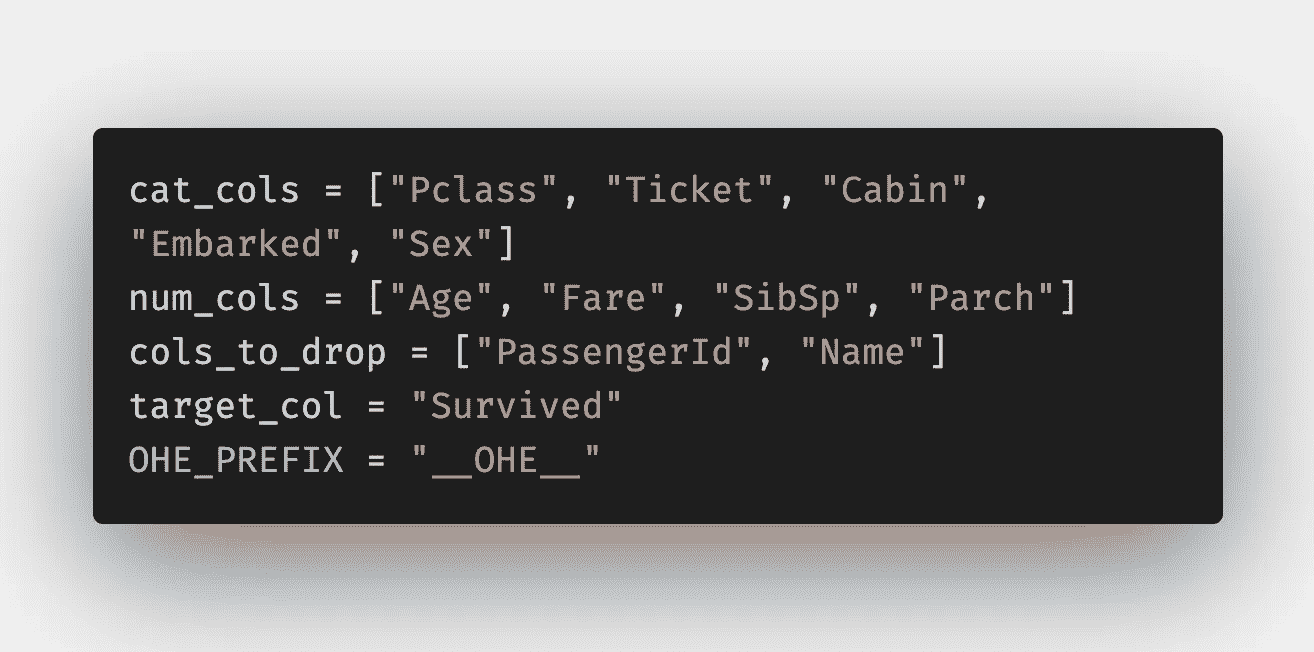 cat_cols = ["Pclass", "Ticket", "Cabin",
"Embarked", "Sex"]
num_cols = ["Age", "Fare", "SibSp", "Parch"]
cols_to_drop = ["PassengerId", "Name"]
target_col = "Survived"
OHE_PREFIX = "__OHE__"